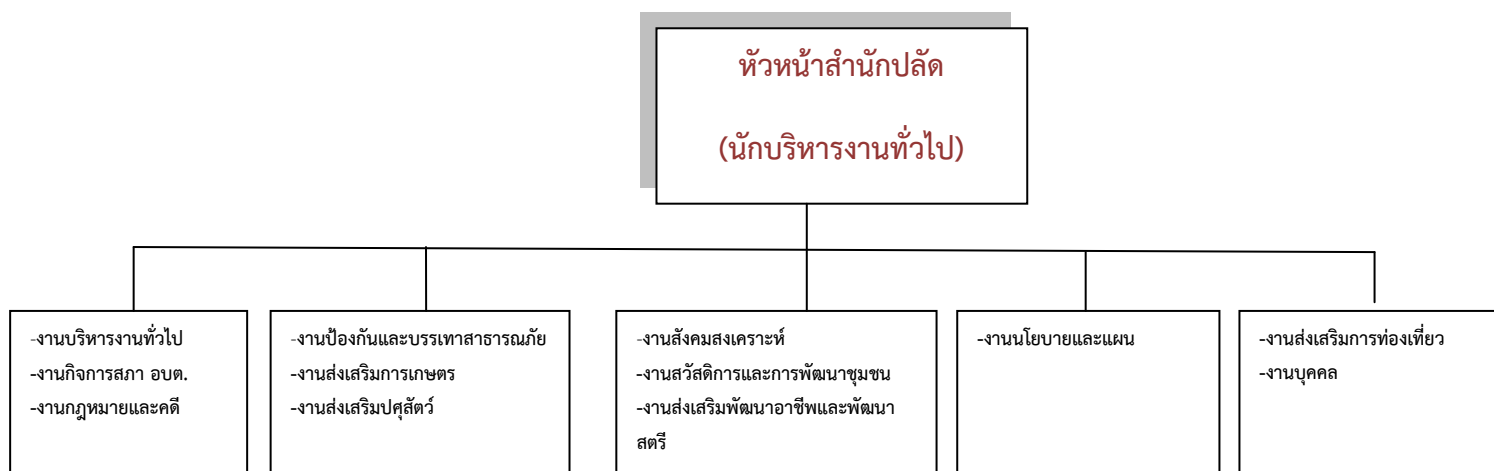 หัวหน้าสำนักปลัด
(นักบริหารงานทั่วไป)
-งานบริหารงานทั่วไป
-งานกิจการสภา อบต.
-งานกฎหมายและคดี
-งานป้องกันและบรรเทาสาธารณภัย
-งานส่งเสริมการเกษตร
-งานส่งเสริมปศุสัตว์
-งานสังคมสงเคราะห์
-งานสวัสดิการและการพัฒนาชุมชน
-งานส่งเสริมพัฒนาอาชีพและพัฒนา
สตรี
-งานนโยบายและแผน
-งานส่งเสริมการท่องเที่ยว
-งานบุคคล